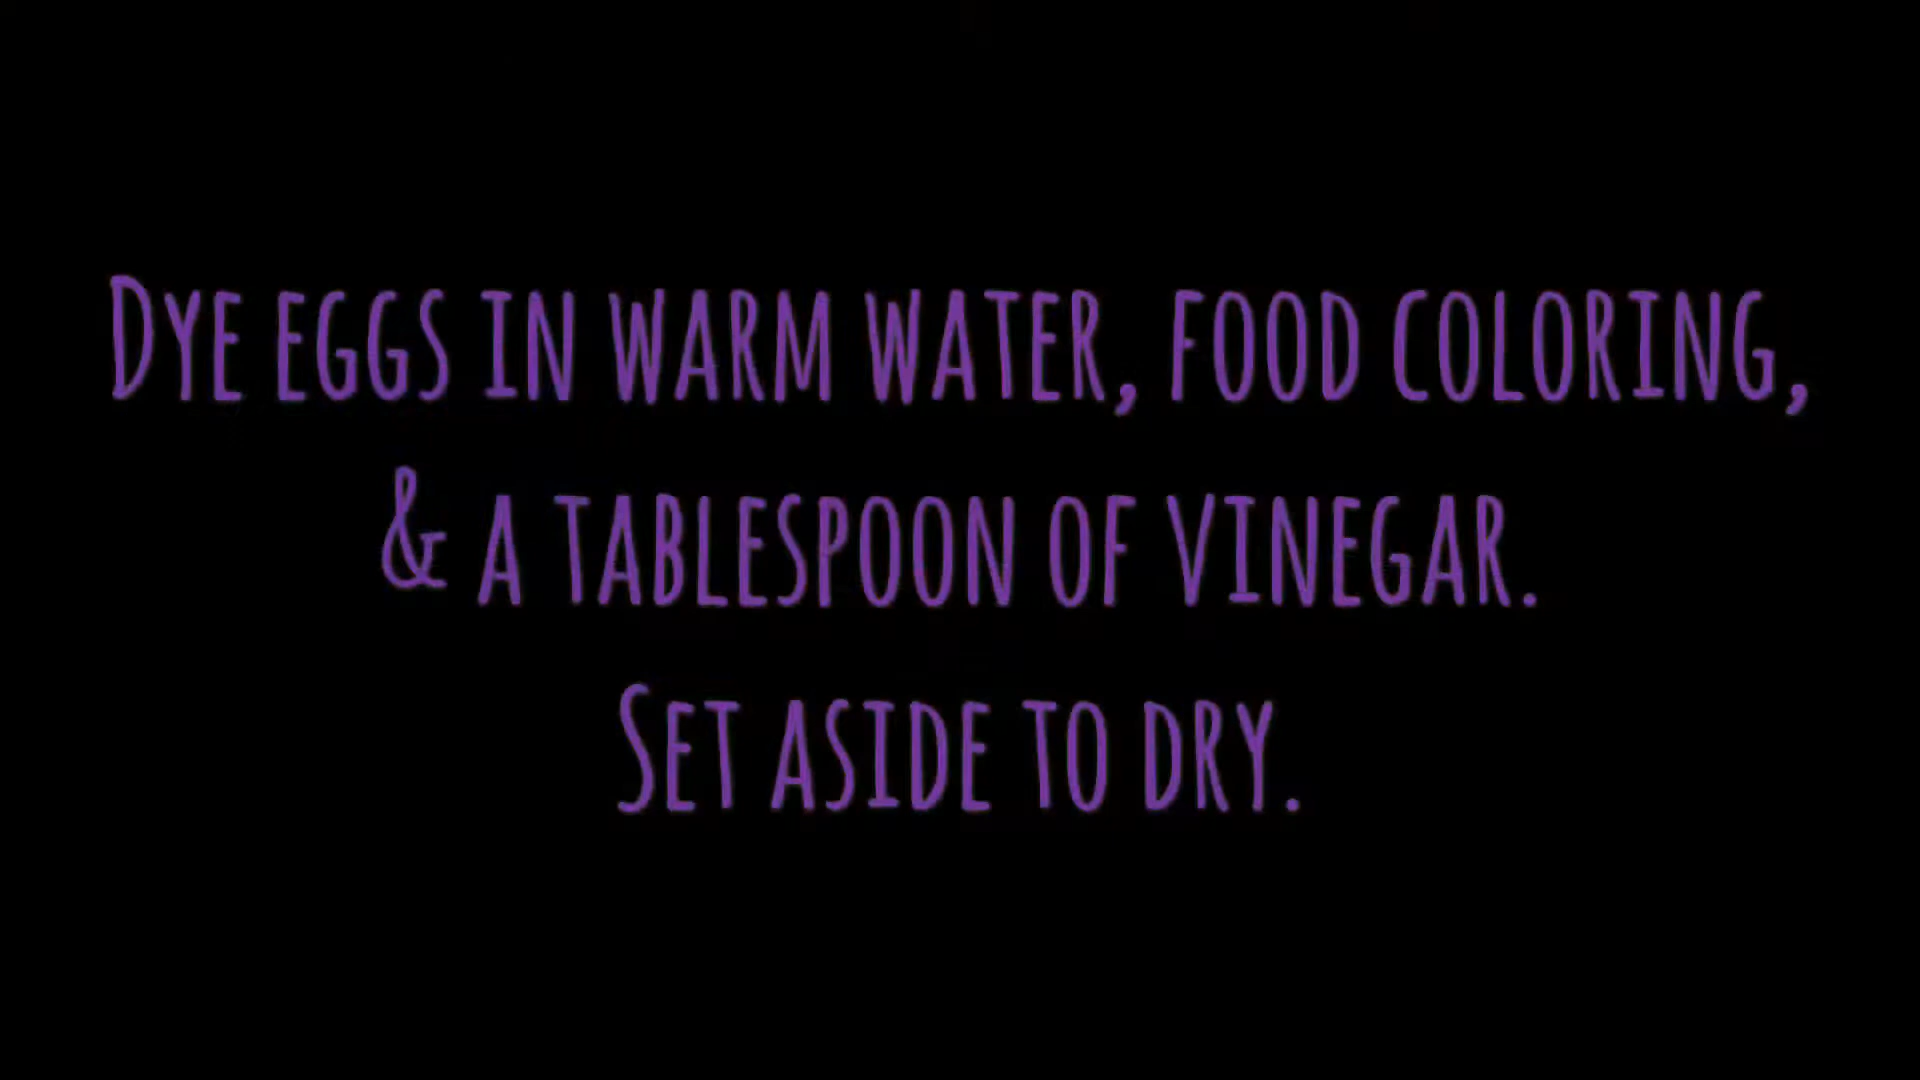 Dye eggs in warm water, food coloring,
& a tablespoon of vinegar.
Set aside to dry.